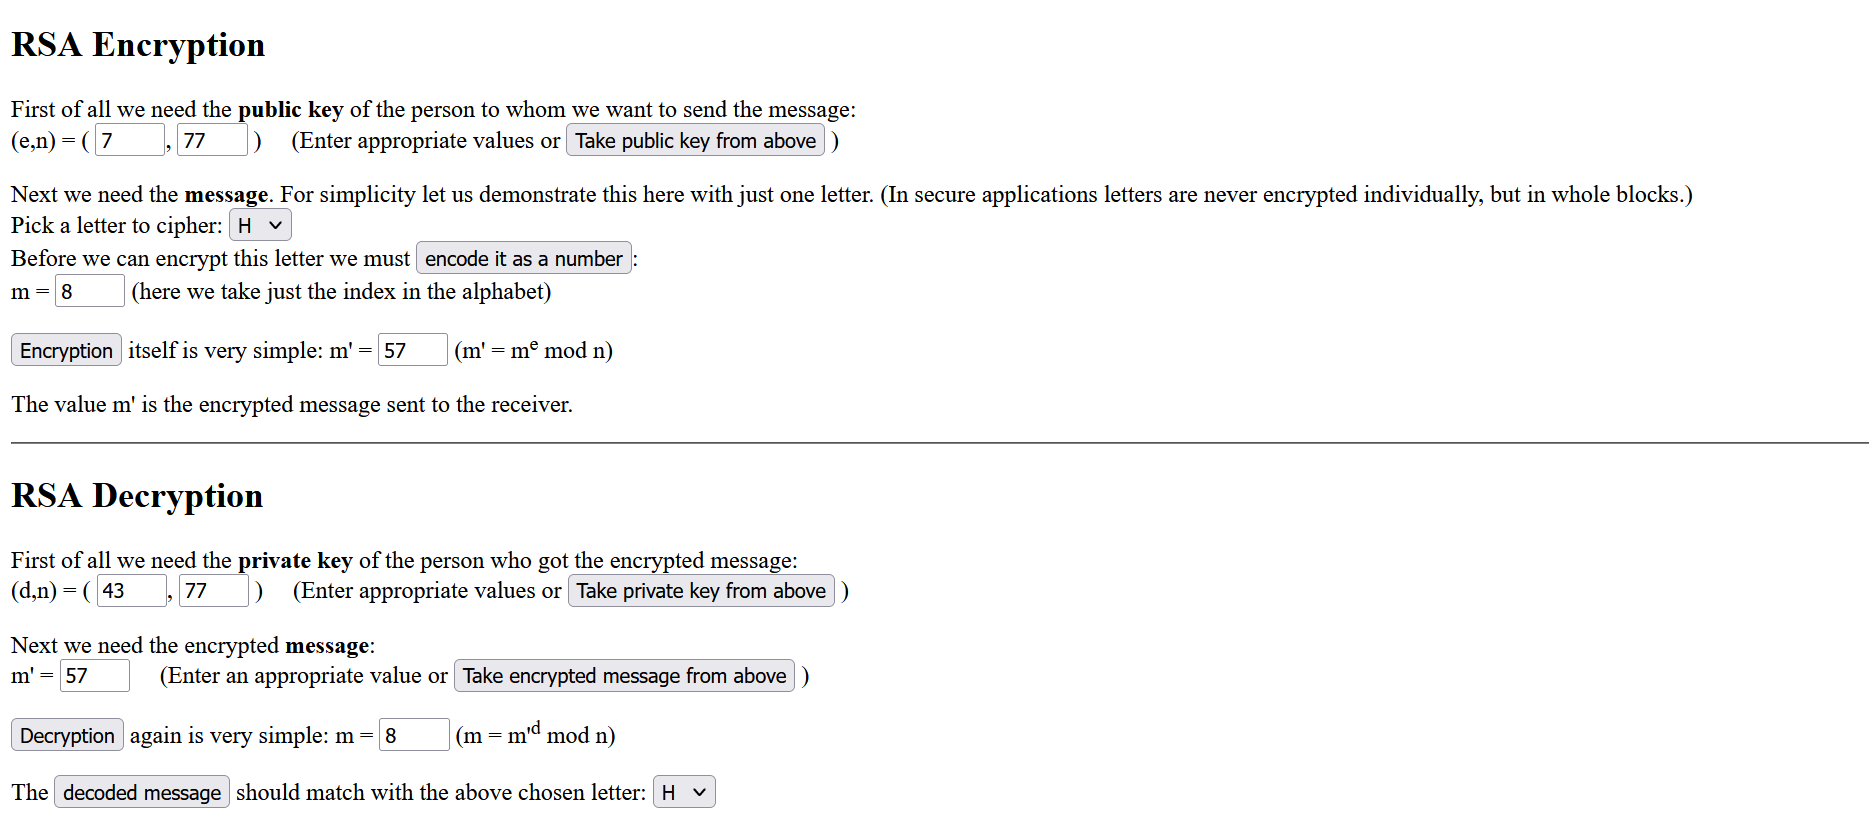 RSA Encryption
First of all we need the public key of the person to whom we want to send the message:
(e,n) = ( 7 , 77 ) (Enter appropriate values or Take public key from above )
Next we need the message. For simplicity let us demonstrate this here with just one letter. (In secure applications letters are never encrypted individually, but in whole blocks.)
Pick a letter to cipher: H
Before we can encrypt this letter we must encode it as a number :
m = 8 (here we take just the index in the alphabet)
Encryption itself is very simple: m' = 57 (m' = mᵉ mod n)
The value m' is the encrypted message sent to the receiver.
RSA Decryption
First of all we need the private key of the person who got the encrypted message:
(d,n) = ( 43 , 77 ) (Enter appropriate values or Take private key from above )
Next we need the encrypted message:
m' = 57 (Enter an appropriate value or Take encrypted message from above )
Decryption again is very simple: m = 8 (m = m'ᵈ mod n)
The decoded message should match with the above chosen letter: H